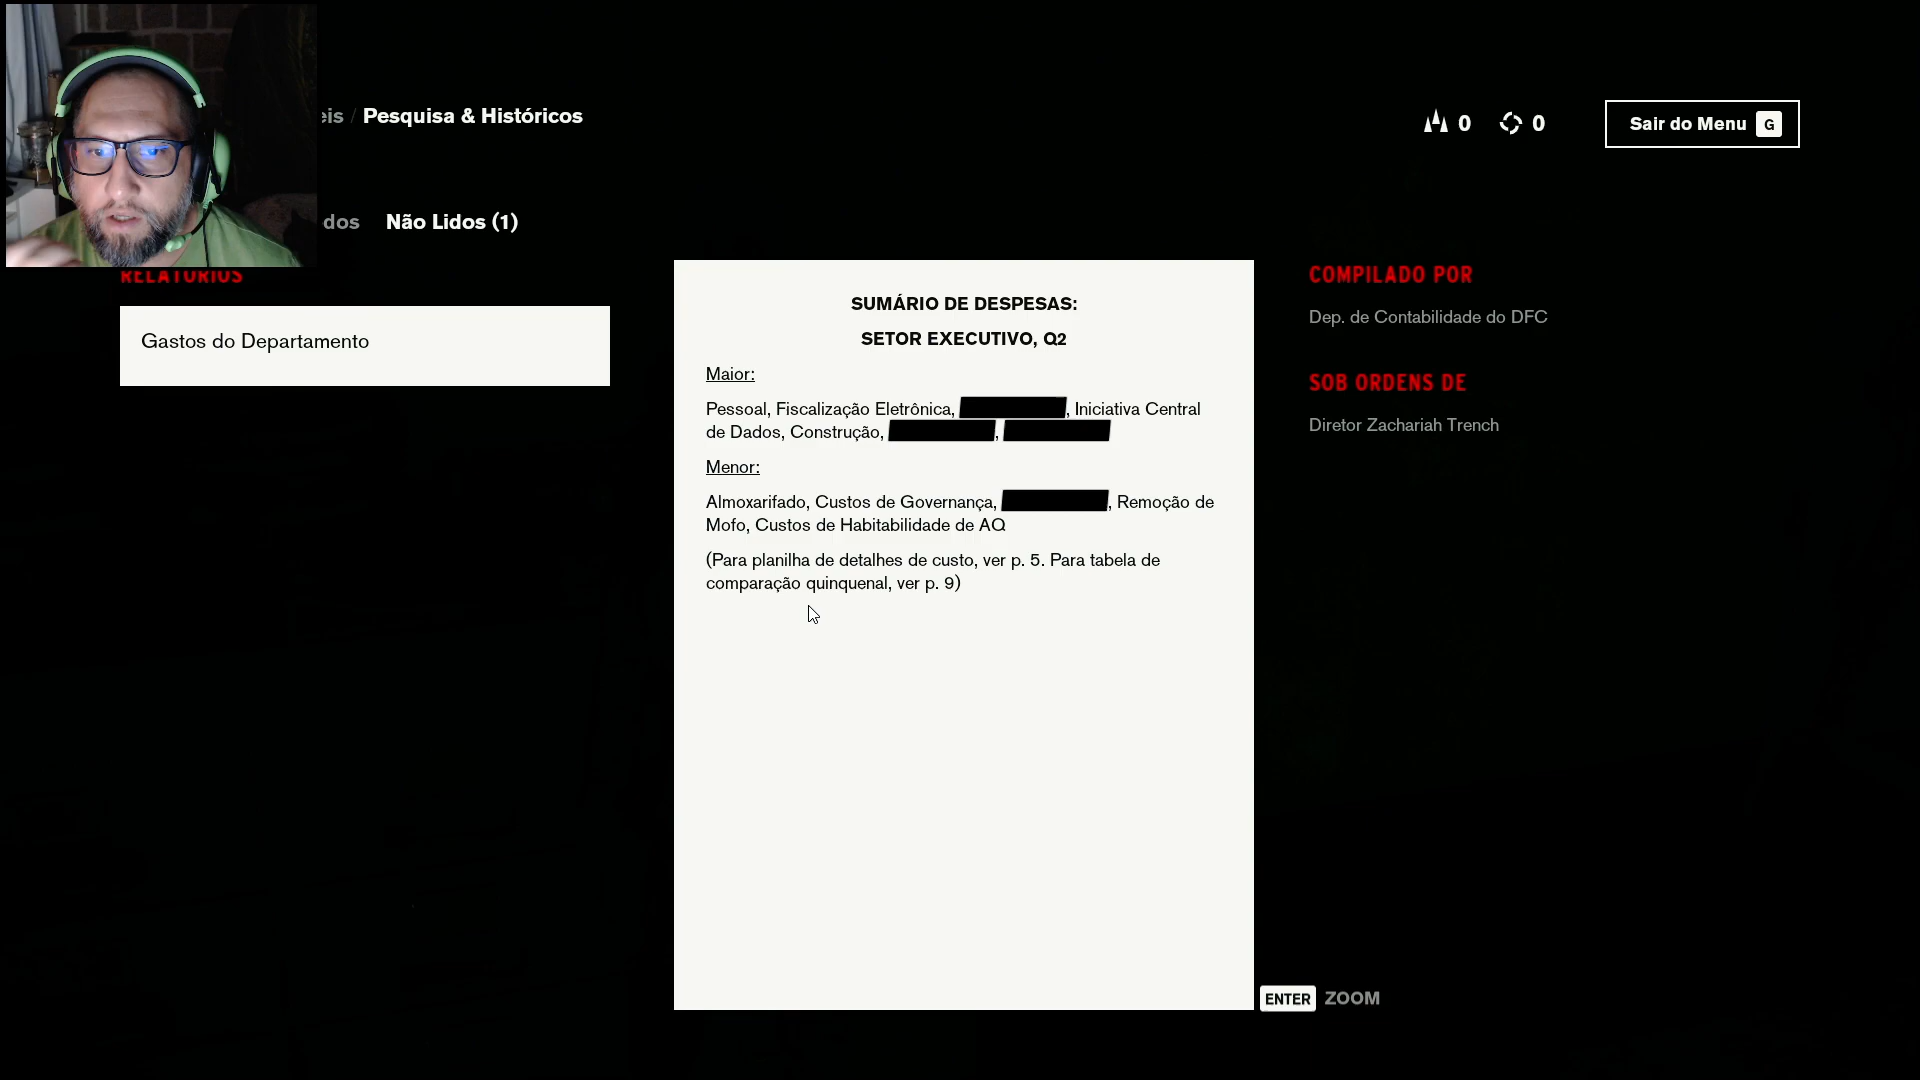 eis / Pesquisa & Históricos
0 0 Sair do Menu G
dos Não Lidos (1)
RELATÓRIOS
Gastos do Departamento
SUMÁRIO DE DESPESAS:
SETOR EXECUTIVO, Q2
Maior:
Pessoal, Fiscalização Eletrônica, , Iniciativa Central
de Dados, Construção, ,
Menor:
Almoxarifado, Custos de Governança, , Remoção de
Mofo, Custos de Habitabilidade de AQ
(Para planilha de detalhes de custo, ver p. 5. Para tabela de
comparação quinquenal, ver p. 9)
COMPILADO POR
Dep. de Contabilidade do DFC
SOB ORDENS DE
Diretor Zachariah Trench
ENTER ZOOM